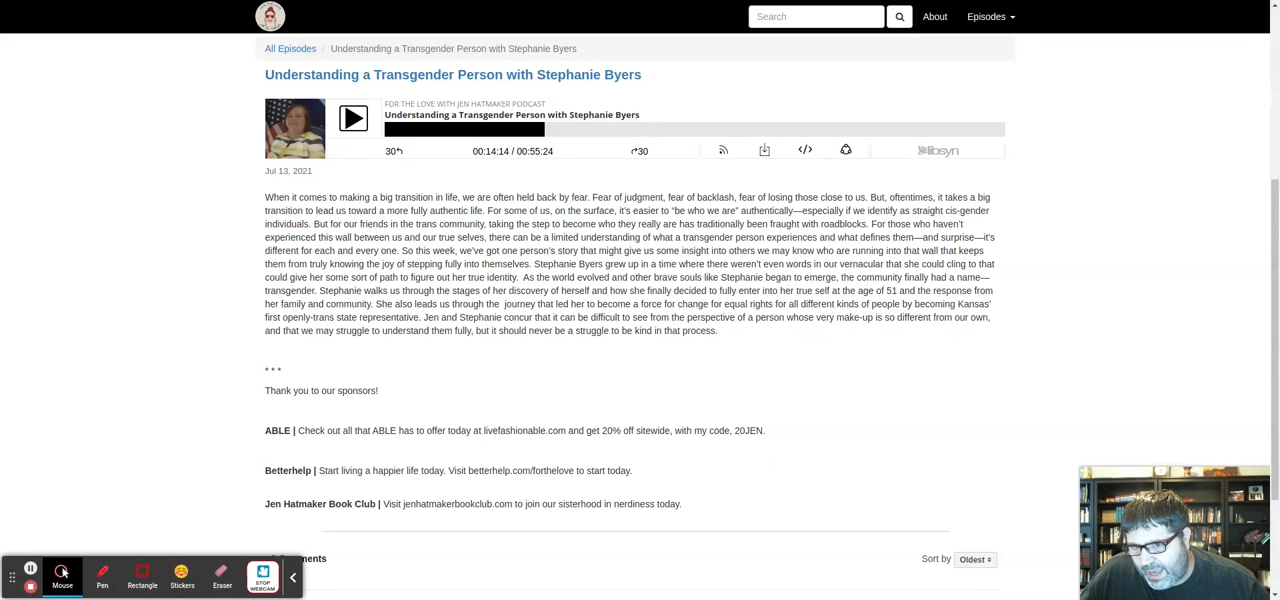 Search
About
Episodes
All Episodes / Understanding a Transgender Person with Stephanie Byers
Understanding a Transgender Person with Stephanie Byers
FOR THE LOVE WITH JEN HATMAKER PODCAST
Understanding a Transgender Person with Stephanie Byers
30 00:14:14 / 00:55:24 30 </> libsyn
Jul 13, 2021
When it comes to making a big transition in life, we are often held back by fear. Fear of judgment, fear of backlash, fear of losing those close to us. But, oftentimes, it takes a big
transition to lead us toward a more fully authentic life. For some of us, on the surface, it's easier to “be who we are” authentically—especially if we identify as straight cis-gender
individuals. But for our friends in the trans community, taking the step to become who they really are has traditionally been fraught with roadblocks. For those who haven't
experienced this wall between us and our true selves, there can be a limited understanding of what a transgender person experiences and what defines them—and surprise—it's
different for each and every one. So this week, we've got one person's story that might give us some insight into others we may know who are running into that wall that keeps
them from truly knowing the joy of stepping fully into themselves. Stephanie Byers grew up in a time where there weren't even words in our vernacular that she could cling to that
could give her some sort of path to figure out her true identity. As the world evolved and other brave souls like Stephanie began to emerge, the community finally had a name—
transgender. Stephanie walks us through the stages of her discovery of herself and how she finally decided to fully enter into her true self at the age of 51 and the response from
her family and community. She also leads us through the journey that led her to become a force for change for equal rights for all different kinds of people by becoming Kansas'
first openly-trans state representative. Jen and Stephanie concur that it can be difficult to see from the perspective of a person whose very make-up is so different from our own,
and that we may struggle to understand them fully, but it should never be a struggle to be kind in that process.
* * *
Thank you to our sponsors!
ABLE | Check out all that ABLE has to offer today at livefashionable.com and get 20% off sitewide, with my code, 20JEN.
Betterhelp | Start living a happier life today. Visit betterhelp.com/forthelove to start today.
Jen Hatmaker Book Club | Visit jenhatmakerbookclub.com to join our sisterhood in nerdiness today.
Sort by Oldest
Mouse
Pen
Rectangle
Stickers
Eraser
STOP
WEBCAM